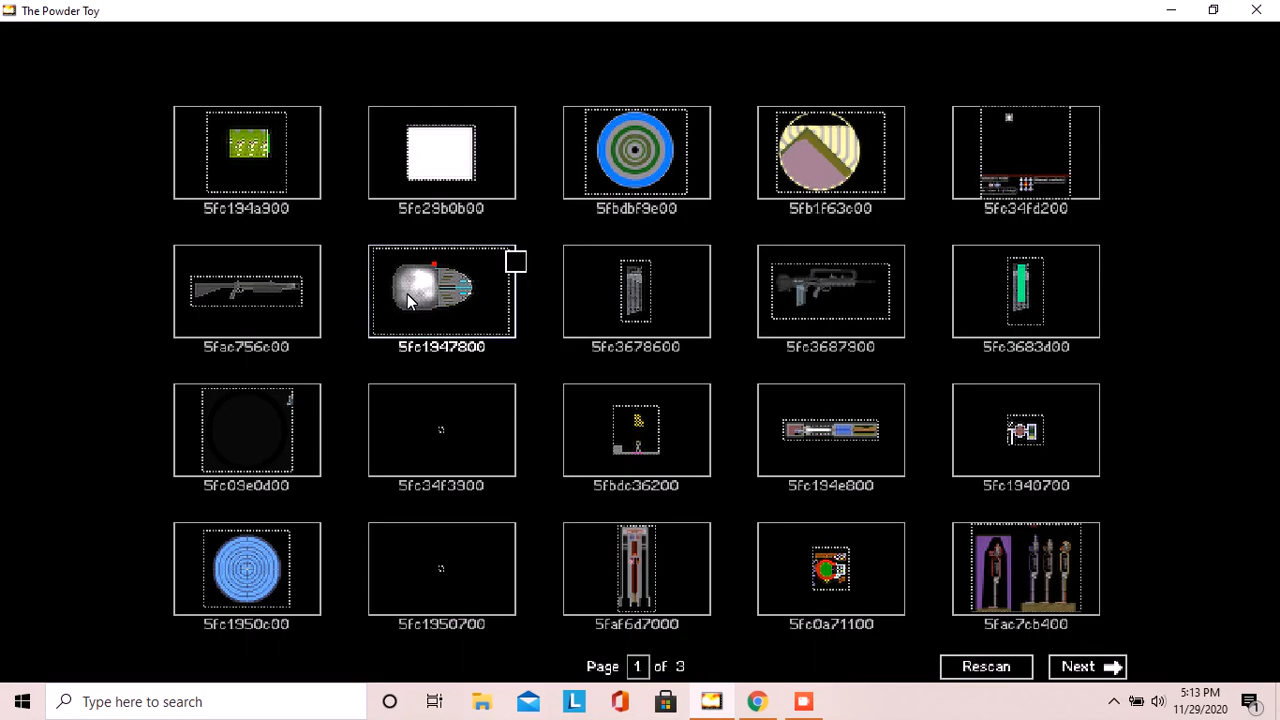 The Powder Toy
5fc194a900 5fc29b0b00 5fbdbf9e00 5fb1f63c00 5fc34fd200
5fac756c00 5fc1947800 5fc3678600 5fc3687900 5fc3683d00
5fc09e0d00 5fc34f3900 5fbdc36200 5fc194e800 5fc1940700
5fc1950c00 5fc1950700 5faf6d7000 5fc0a71100 5fac7cb400
Page 1 of 3 Rescan Next
Type here to search
5:13 PM
11/29/2020